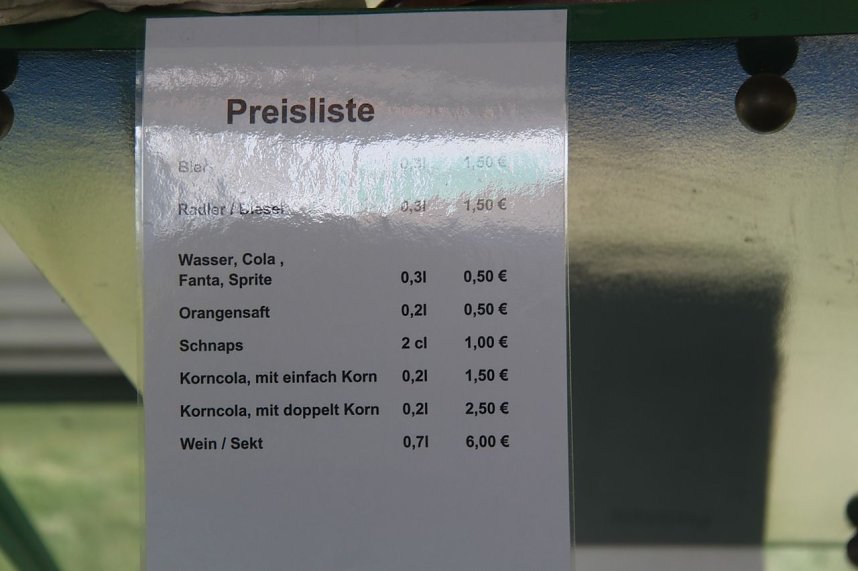 Preisliste
Bier 0,3l 1,50 €
Radler / Diesel 0,3l 1,50 €
Wasser, Cola ,
Fanta, Sprite 0,3l 0,50 €
Orangensaft 0,2l 0,50 €
Schnaps 2 cl 1,00 €
Korncola, mit einfach Korn 0,2l 1,50 €
Korncola, mit doppelt Korn 0,2l 2,50 €
Wein / Sekt 0,7l 6,00 €